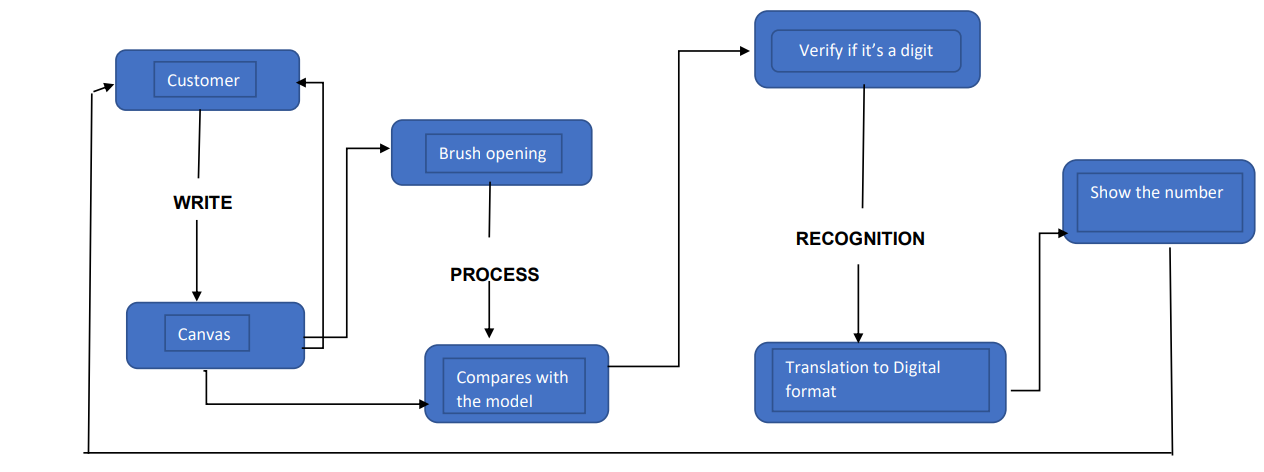 Customer
WRITE
Canvas
Brush opening
PROCESS
Compares with
the model
Verify if it’s a digit
RECOGNITION
Translation to Digital
format
Show the number